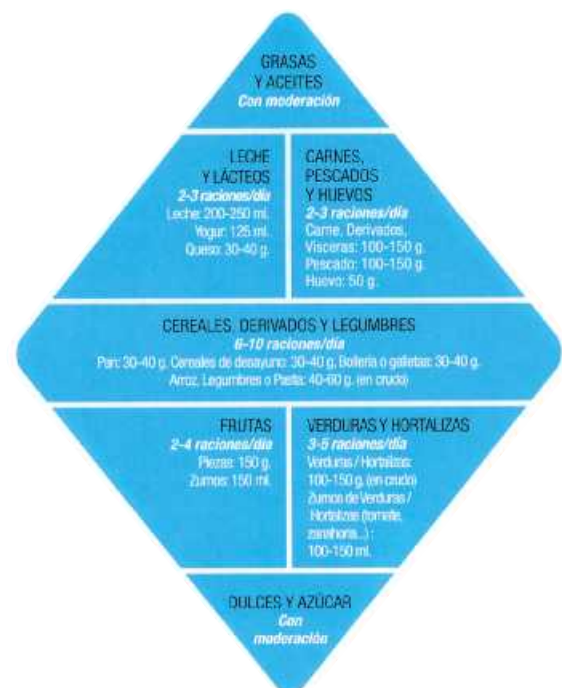 GRASAS
Y ACEITES
Con moderación
LECHE
Y LÁCTEOS
2-3 raciones/día
Leche: 200-250 ml.
Yogur: 125 ml.
Queso: 30-40 g.
CARNES,
PESCADOS
Y HUEVOS
2-3 raciones/día
Carne, Derivados,
Vísceras: 100-150 g.
Pescado: 100-150 g.
Huevo: 50 g.
CEREALES, DERIVADOS Y LEGUMBRES
6-10 raciones/día
Pan: 30-40 g, Cereales de desayuno: 30-40 g, Bollería o galletas: 30-40 g.
Arroz, Legumbres o Pasta: 40-60 g. (en crudo)
FRUTAS
2-4 raciones/día
Piezas: 150 g.
Zumos: 150 ml.
VERDURAS Y HORTALIZAS
3-5 raciones/día
Verduras / Hortalizas:
100-150 g. (en crudo)
Zumos de Verduras /
Hortalizas (tomate,
zanahoria...) :
100-150 ml.
DULCES Y AZÚCAR
Con
moderación